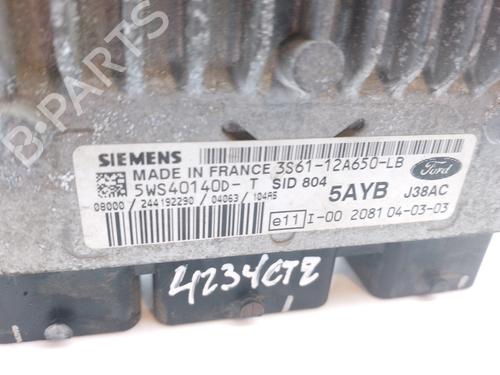 SIEMENS
MADE IN FRANCE 3S61-12A650-LB
5WS40140D-T SID 804
Ford
5AYB J38AC
08000 / 244192290 / 04063 / 104A5
e11 I-00 2081 04-03-03
4234CTZ
B-PARTS